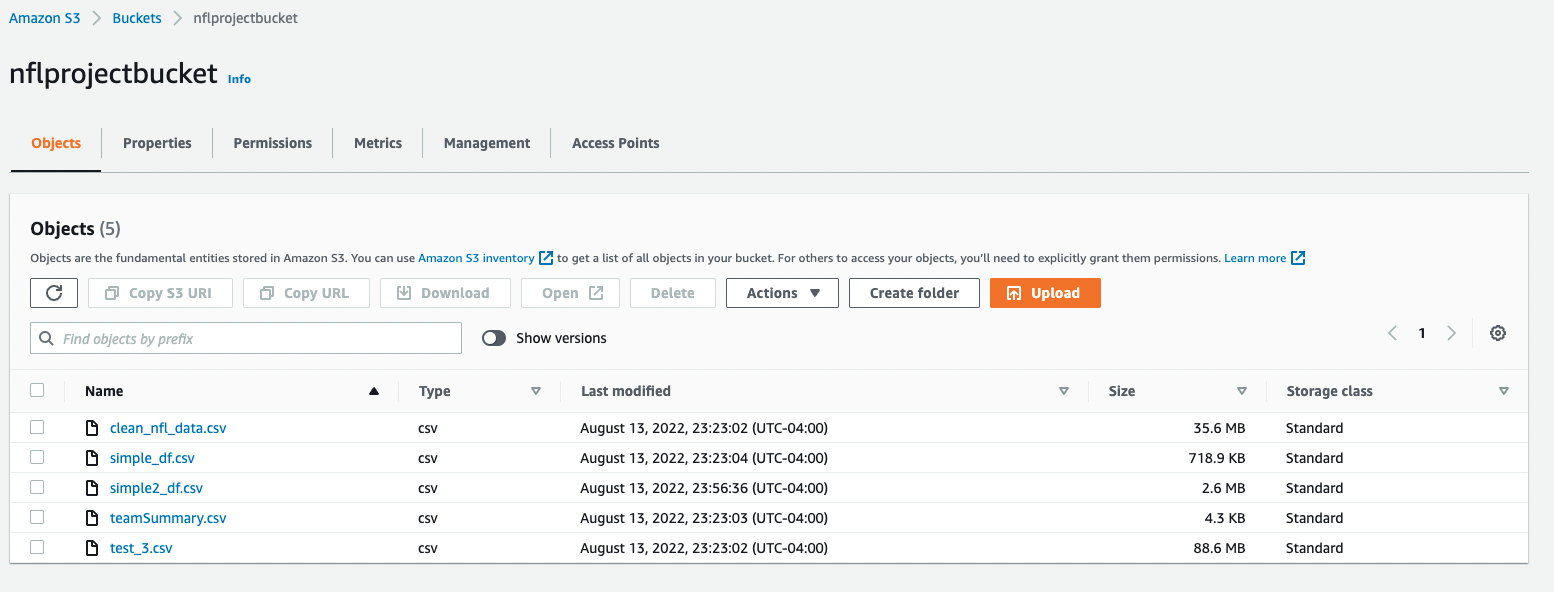 Amazon S3 > Buckets > nflprojectbucket
nflprojectbucket Info
Objects Properties Permissions Metrics Management Access Points
Objects (5)
Objects are the fundamental entities stored in Amazon S3. You can use Amazon S3 inventory to get a list of all objects in your bucket. For others to access your objects, you'll need to explicitly grant them permissions. Learn more
Copy S3 URI Copy URL Download Open Delete Actions Create folder Upload
Find objects by prefix Show versions 1
Name Type Last modified Size Storage class
clean_nfl_data.csv csv August 13, 2022, 23:23:02 (UTC-04:00) 35.6 MB Standard
simple_df.csv csv August 13, 2022, 23:23:04 (UTC-04:00) 718.9 KB Standard
simple2_df.csv csv August 13, 2022, 23:56:36 (UTC-04:00) 2.6 MB Standard
teamSummary.csv csv August 13, 2022, 23:23:03 (UTC-04:00) 4.3 KB Standard
test_3.csv csv August 13, 2022, 23:23:02 (UTC-04:00) 88.6 MB Standard